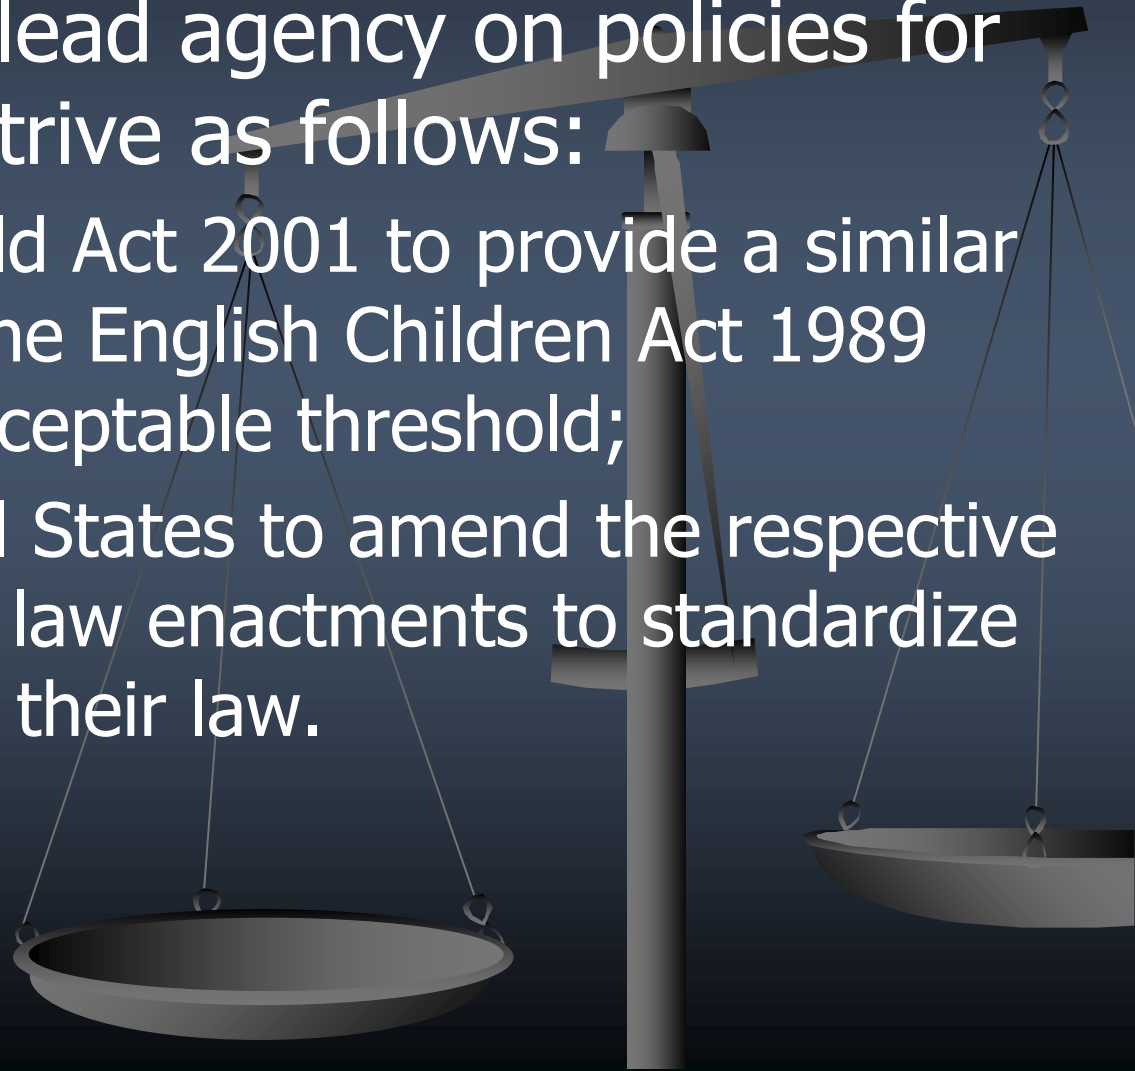 lead agency on policies for
trive as follows:
ld Act 2001 to provide a similar
he English Children Act 1989
ceptable threshold;
States to amend the respective
law enactments to standardize
their law.